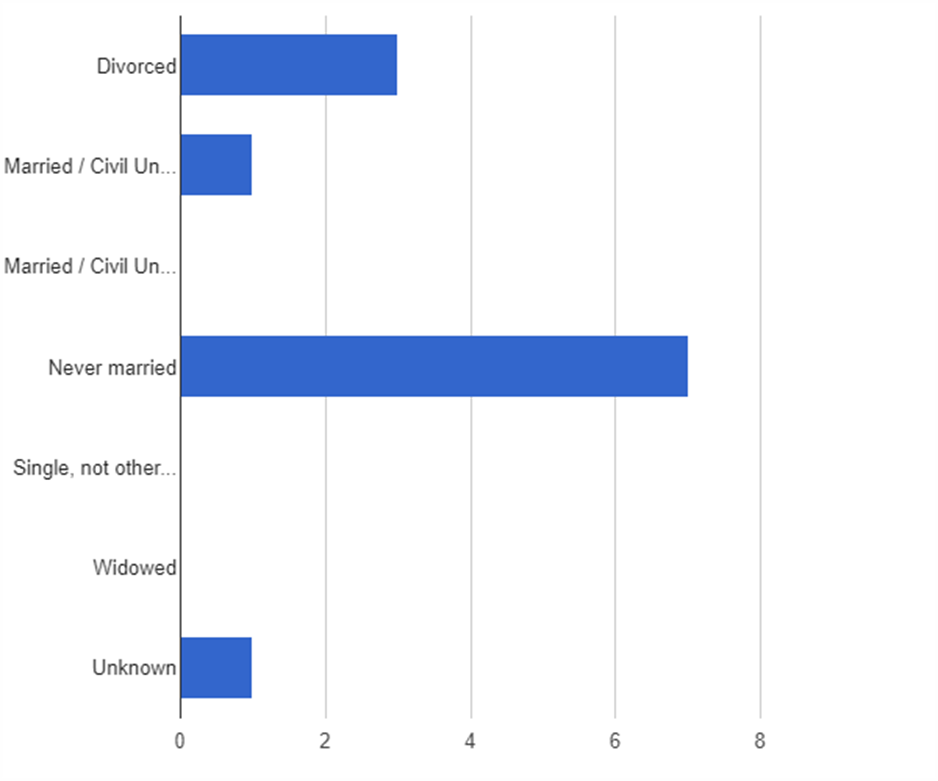 Divorced
Married / Civil Un...
Married / Civil Un...
Never married
Single, not other...
Widowed
Unknown
0 2 4 6 8